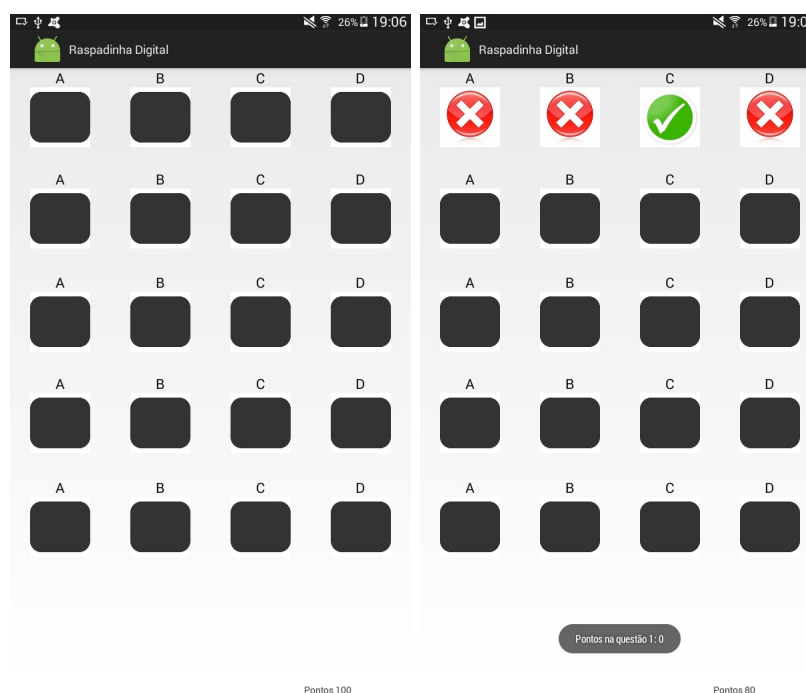 26% 19:06
Raspadinha Digital
A B C D
A B C D
A B C D
A B C D
A B C D
Pontos 100
26% 19:0
Raspadinha Digital
A B C D
A B C D
A B C D
A B C D
A B C D
Pontos na questão 1: 0
Pontos 80